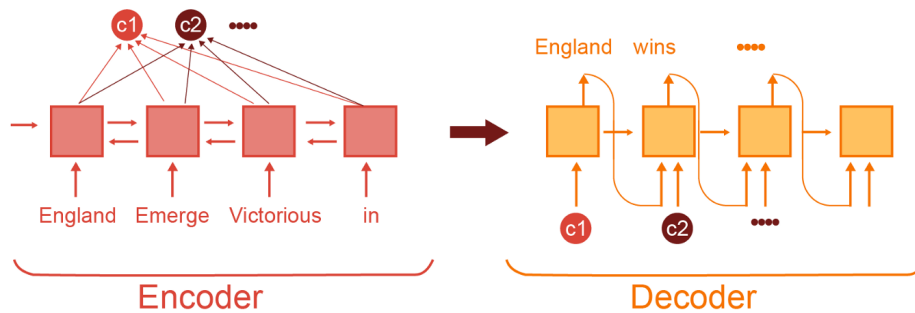 c1 c2 ....
England wins ....
England Emerge Victorious in
c1 c2 ....
Encoder
Decoder